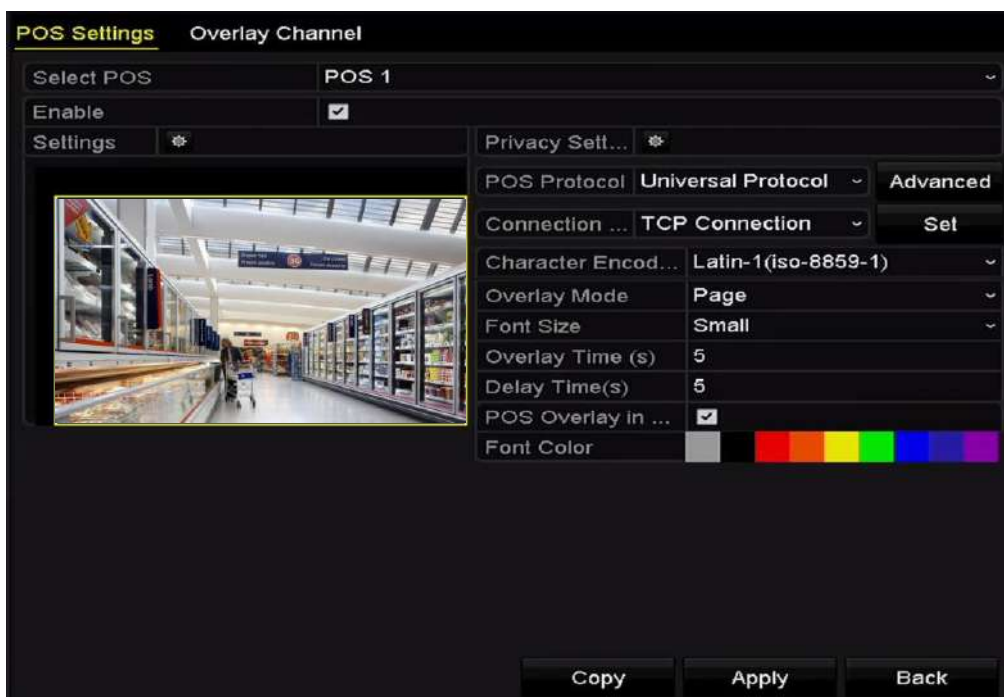 POS Settings Overlay Channel
Select POS POS 1
Enable
Settings Privacy Sett...
POS Protocol Universal Protocol Advanced
Connection ... TCP Connection Set
Character Encod... Latin-1(iso-8859-1)
Overlay Mode Page
Font Size Small
Overlay Time (s) 5
Delay Time(s) 5
POS Overlay in ...
Font Color
Copy Apply Back